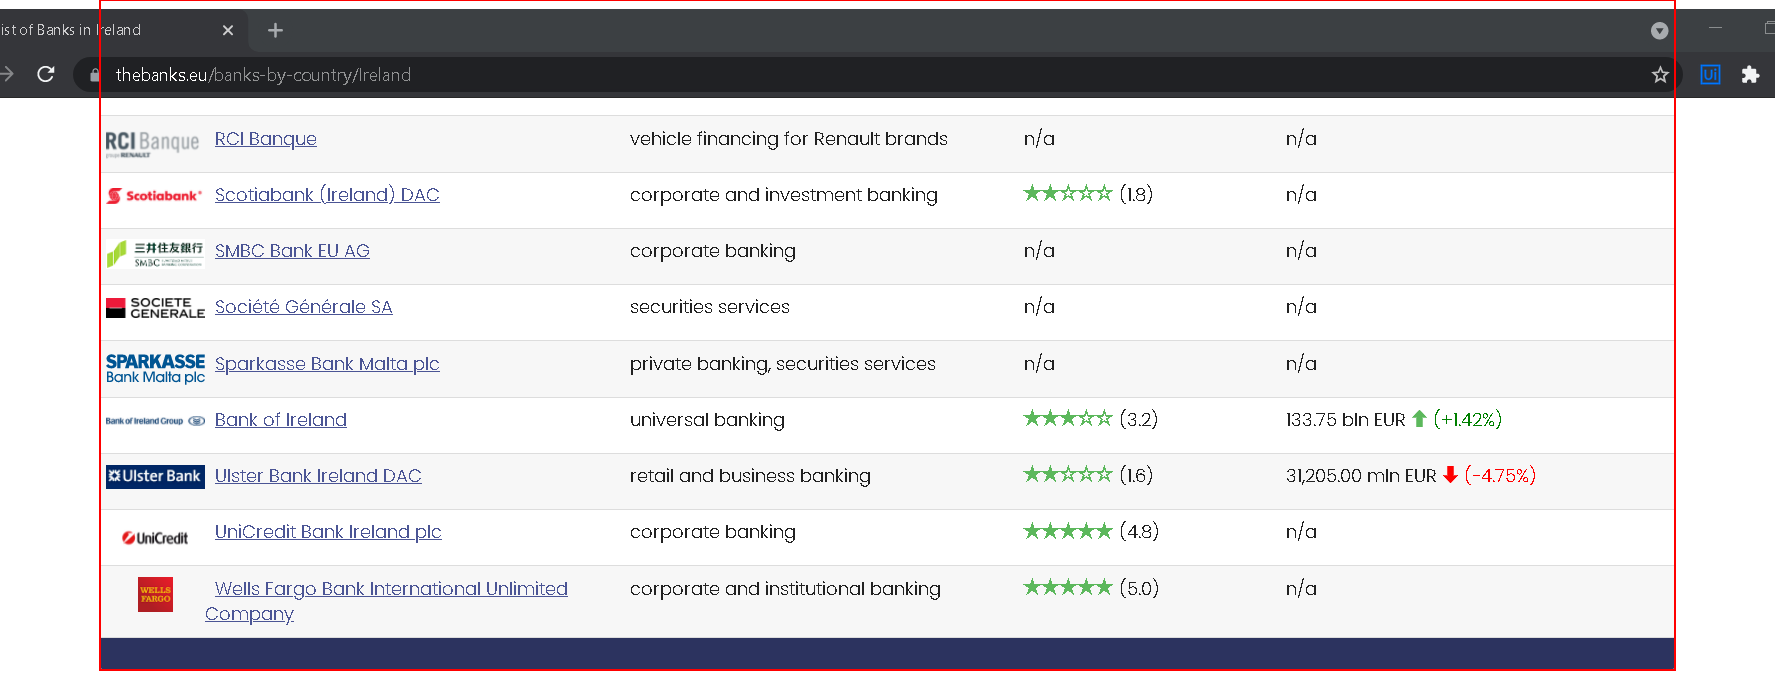 ist of Banks in Ireland
thebanks.eu/banks-by-country/Ireland
Ui
RCI Banque
groupe RENAULT
RCI Banque vehicle financing for Renault brands n/a n/a
Scotiabank
Scotiabank (Ireland) DAC corporate and investment banking (1.8) n/a
三井住友銀行
SMBC
SMBC Bank EU AG corporate banking n/a n/a
SOCIETE
GENERALE
Société Générale SA securities services n/a n/a
SPARKASSE
Bank Malta plc
Sparkasse Bank Malta plc private banking, securities services n/a n/a
Bank of Ireland Group
Bank of Ireland universal banking (3.2) 133.75 bln EUR (+1.42%)
Ulster Bank
Ulster Bank Ireland DAC retail and business banking (1.6) 31,205.00 mln EUR (-4.75%)
UniCredit
UniCredit Bank Ireland plc corporate banking (4.8) n/a
WELLS
FARGO
Wells Fargo Bank International Unlimited corporate and institutional banking (5.0) n/a
Company